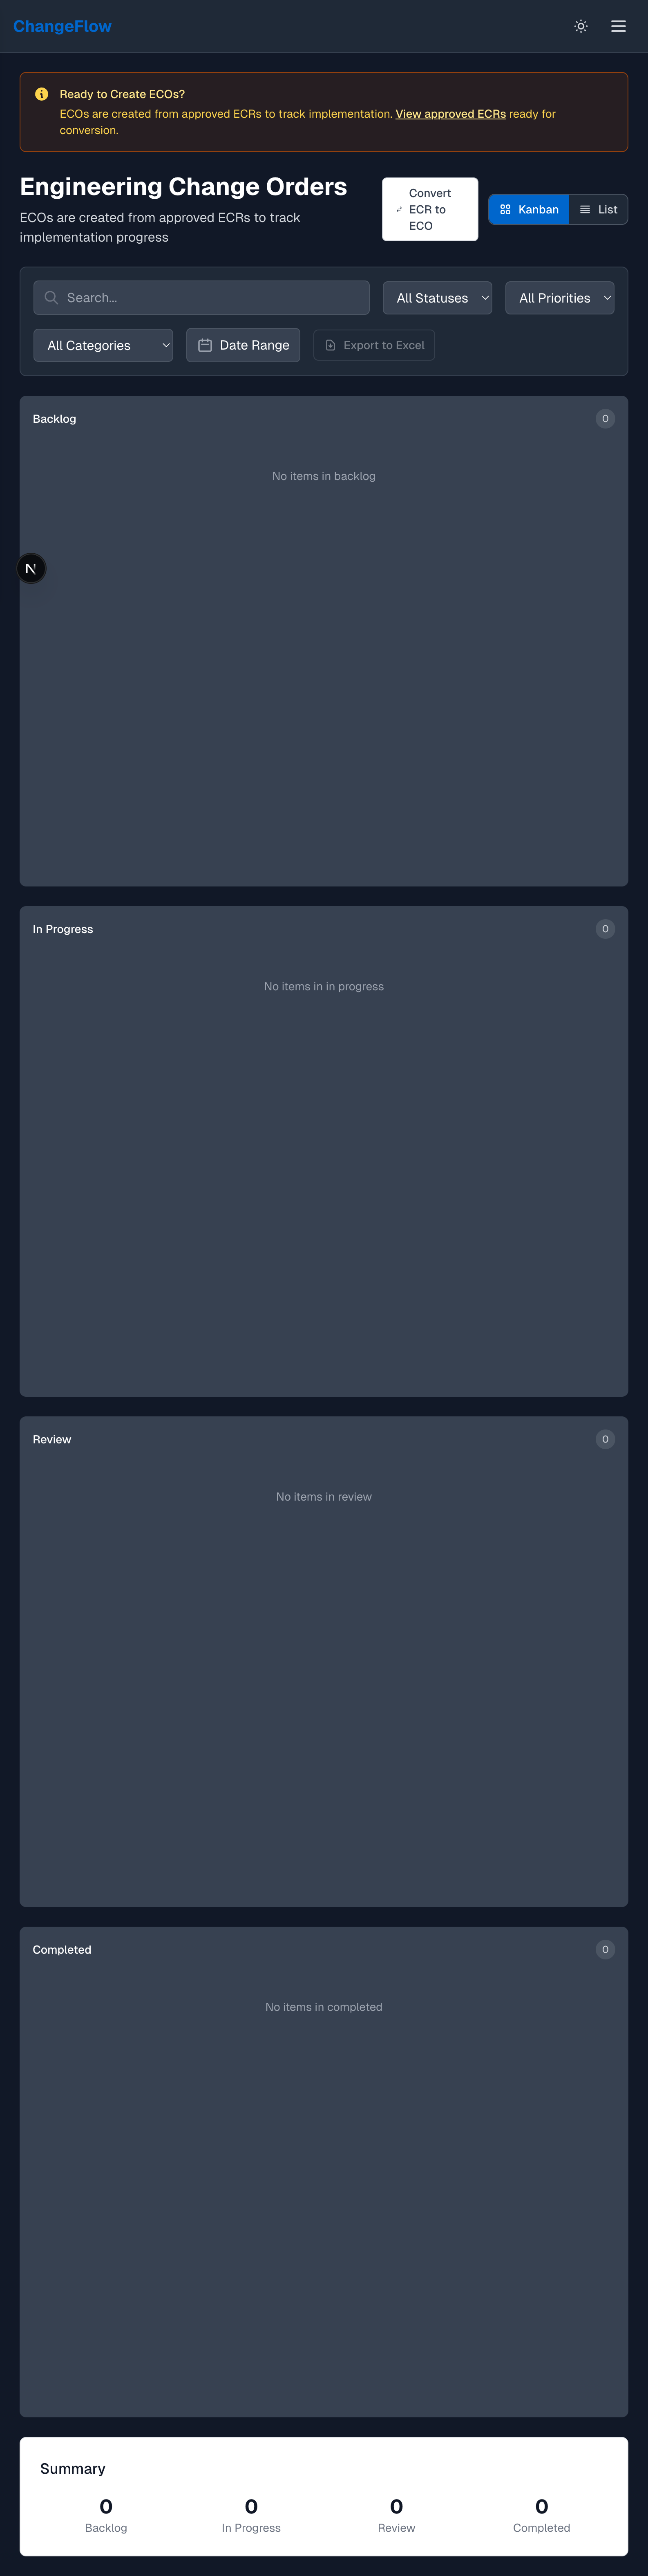 ChangeFlow
Ready to Create ECOs?
ECOs are created from approved ECRs to track implementation. View approved ECRs ready for
conversion.
Engineering Change Orders
ECOs are created from approved ECRs to track
implementation progress
Convert
ECR to
ECO
Kanban
List
Search...
All Statuses
All Priorities
All Categories
Date Range
Export to Excel
Backlog
0
No items in backlog
N
In Progress
0
No items in in progress
Review
0
No items in review
Completed
0
No items in completed
Summary
0
0
0
0
Backlog
In Progress
Review
Completed